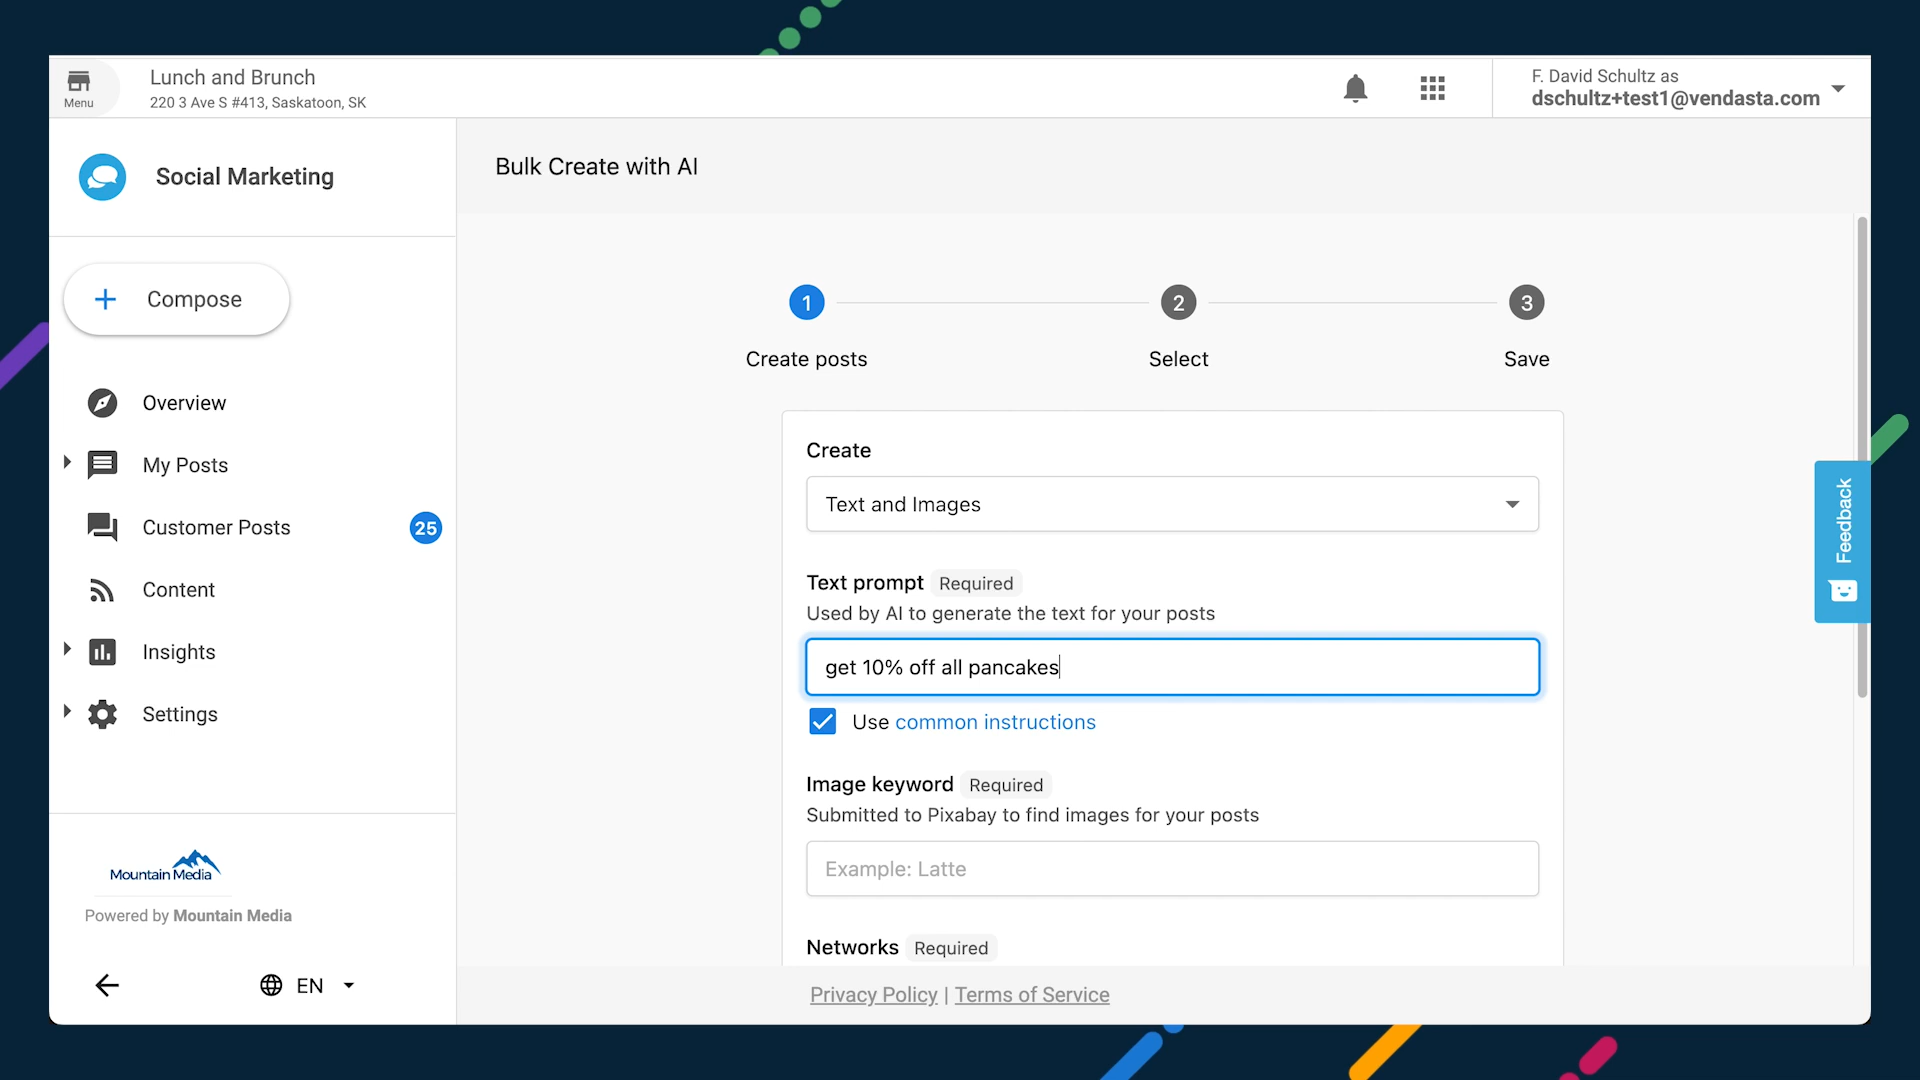 Menu
Lunch and Brunch
220 3 Ave S #413, Saskatoon, SK
F. David Schultz as
dschultz+test1@vendasta.com
Social Marketing
Compose
Overview
My Posts
Customer Posts 25
Content
Insights
Settings
Mountain Media
Powered by Mountain Media
EN
Bulk Create with AI
1 2 3
Create posts Select Save
Create
Text and Images
Text prompt Required
Used by AI to generate the text for your posts
get 10% off all pancakes
Use common instructions
Image keyword Required
Submitted to Pixabay to find images for your posts
Example: Latte
Networks Required
Privacy Policy | Terms of Service
Feedback